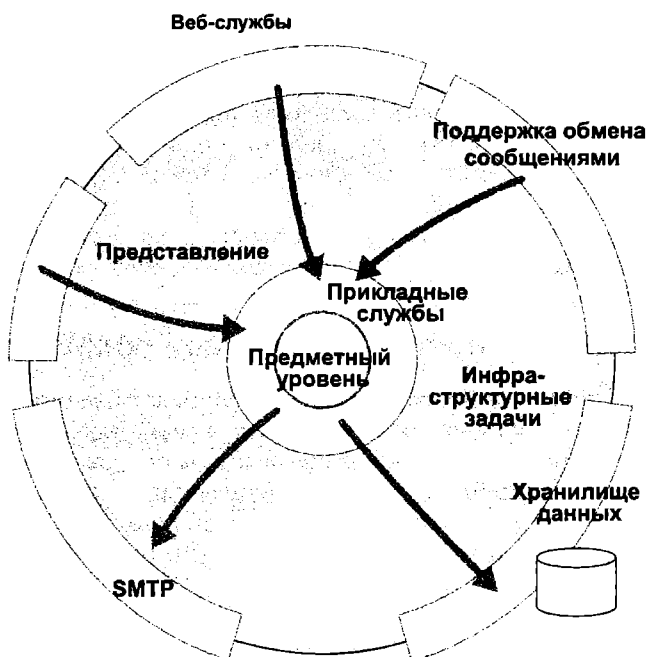 Веб-службы
Поддержка обмена
сообщениями
Представление
Прикладные
службы
Предметный
уровень
Инфра-
структурные
задачи
Хранилище
данных
SMTP